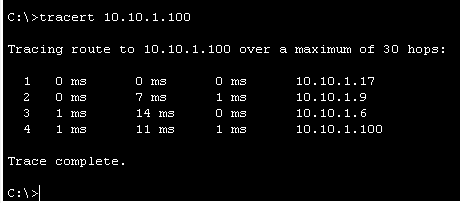 C:\>tracert 10.10.1.100
Tracing route to 10.10.1.100 over a maximum of 30 hops:
1 0 ms 0 ms 0 ms 10.10.1.17
2 0 ms 7 ms 1 ms 10.10.1.9
3 1 ms 14 ms 0 ms 10.10.1.6
4 1 ms 11 ms 1 ms 10.10.1.100
Trace complete.
C:\>